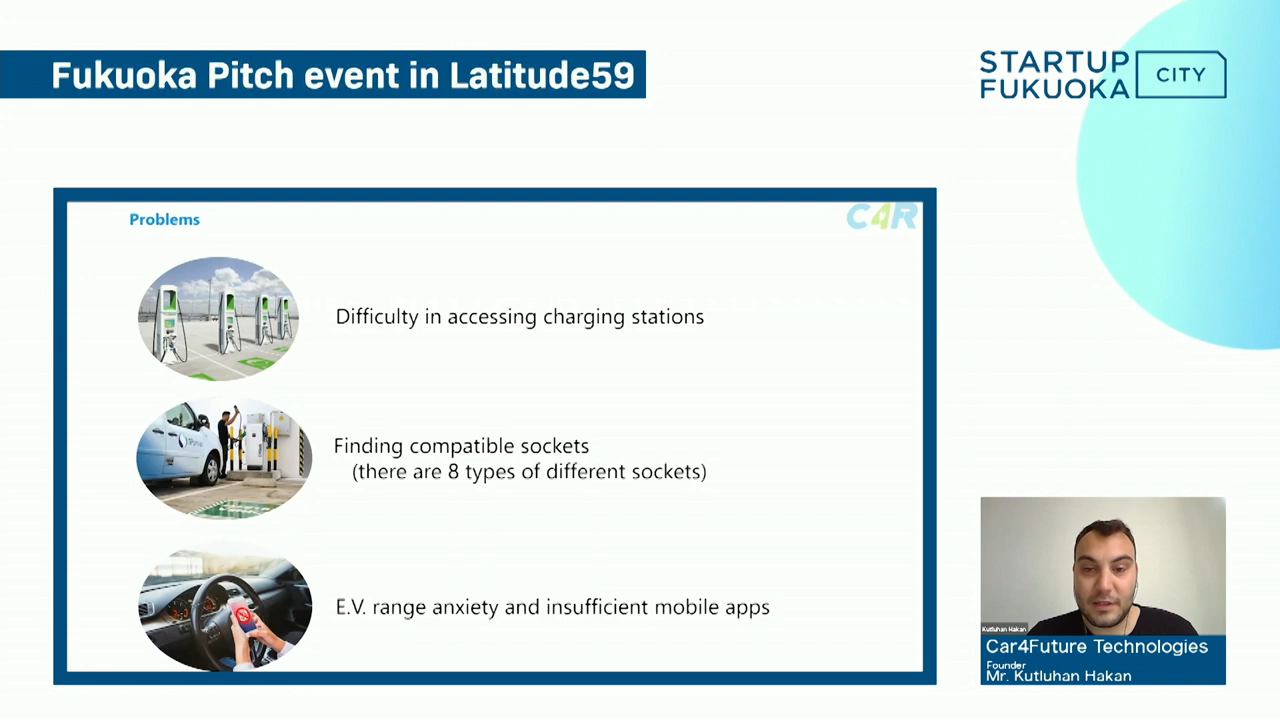 Fukuoka Pitch event in Latitude59
STARTUP
FUKUOKA
CITY
Problems
C4R
Difficulty in accessing charging stations
Finding compatible sockets
(there are 8 types of different sockets)
E.V. range anxiety and insufficient mobile apps
Kutluhan Hakan
Car4Future Technologies
Founder
Mr. Kutluhan Hakan